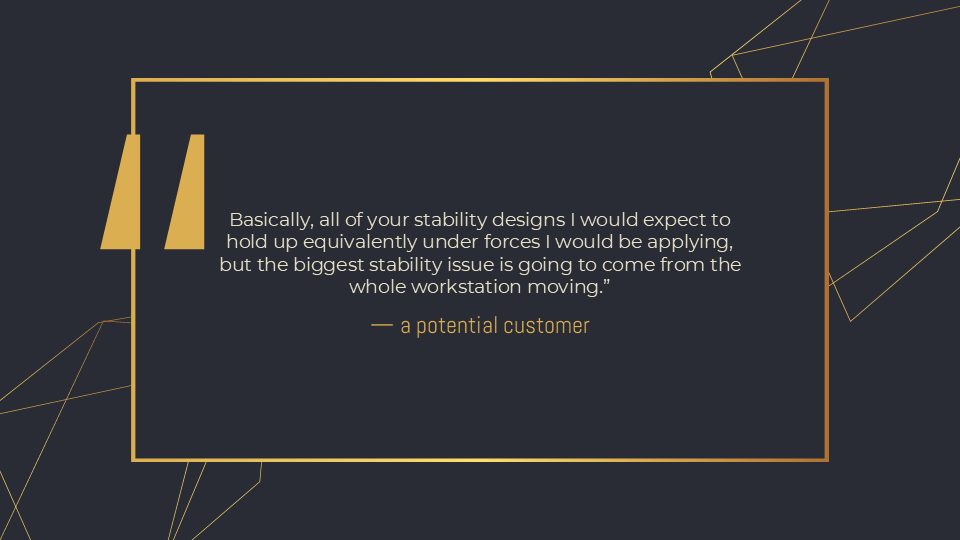 Basically, all of your stability designs I would expect to
hold up equivalently under forces I would be applying,
but the biggest stability issue is going to come from the
whole workstation moving.”
— a potential customer